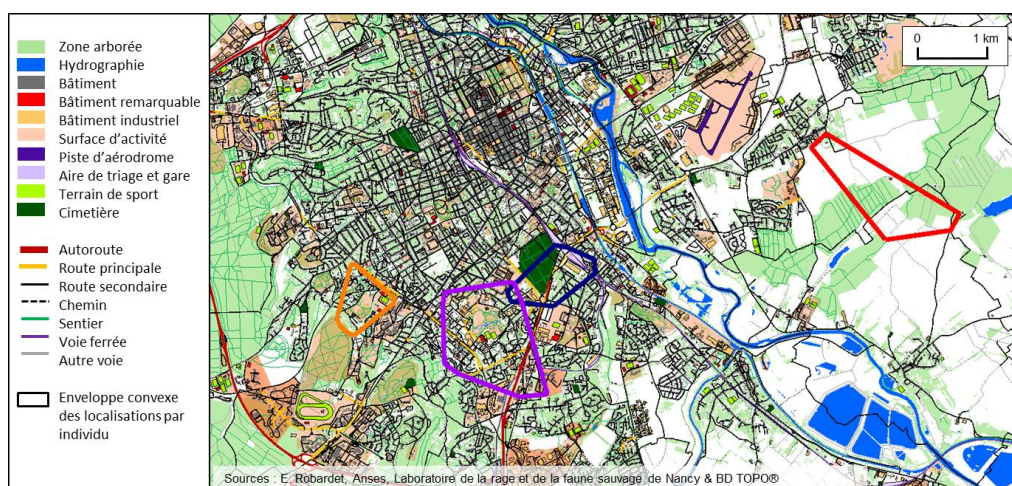 Zone arborée
Hydrographie
Bâtiment
Bâtiment remarquable
Bâtiment industriel
Surface d’activité
Piste d’aérodrome
Aire de triage et gare
Terrain de sport
Cimetière
Autoroute
Route principale
Route secondaire
Chemin
Sentier
Voie ferrée
Autre voie
Enveloppe convexe
des localisations par
individu
0 1 km
Sources : E. Robardet, Anses, Laboratoire de la rage et de la faune sauvage de Nancy & BD TOPO®